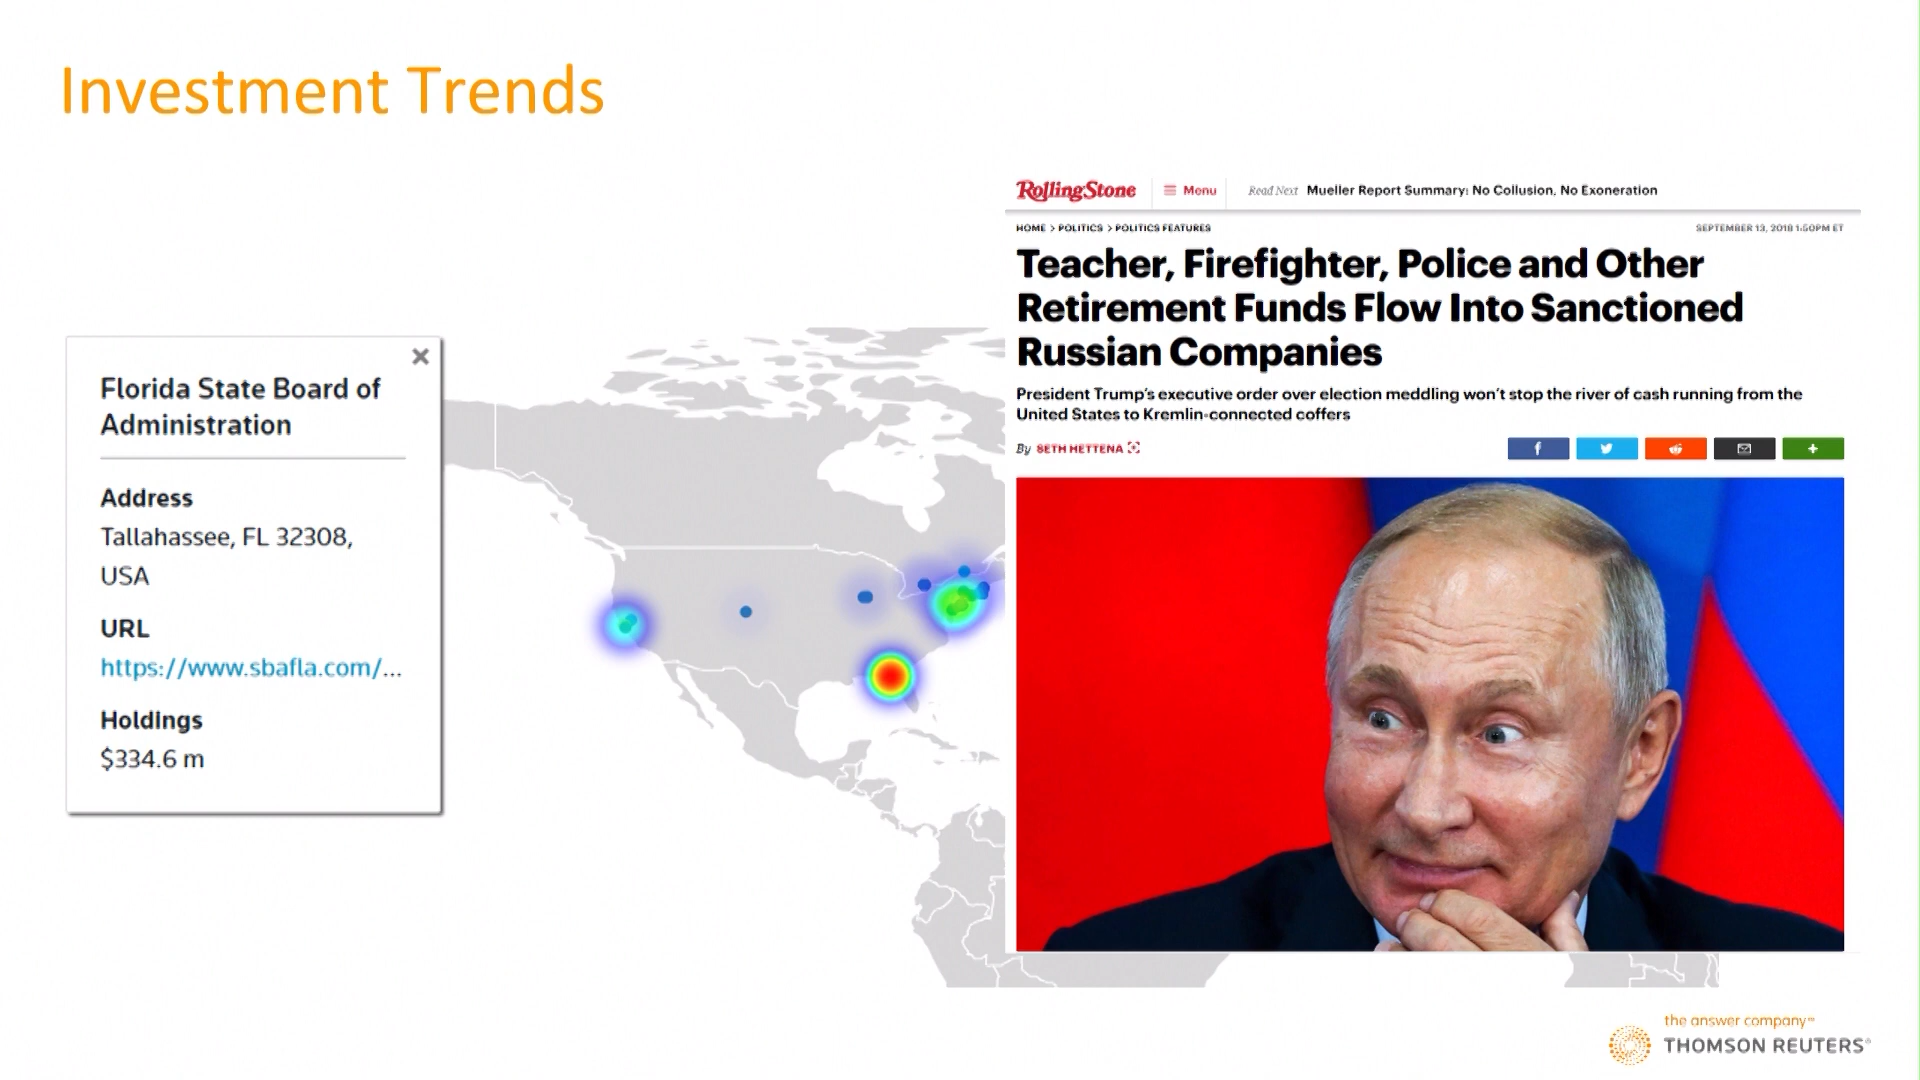 Investment Trends
RollingStone
Menu
Read Next Mueller Report Summary: No Collusion, No Exoneration
HOME > POLITICS > POLITICS FEATURES
SEPTEMBER 13, 2018 1:50PM ET
Teacher, Firefighter, Police and Other
Retirement Funds Flow Into Sanctioned
Russian Companies
President Trump's executive order over election meddling won't stop the river of cash running from the
United States to Kremlin-connected coffers
By SETH HETTENA
Florida State Board of
Administration
Address
Tallahassee, FL 32308,
USA
URL
https://www.sbafla.com/...
Holdings
$334.6 m
the answer company™
THOMSON REUTERS®